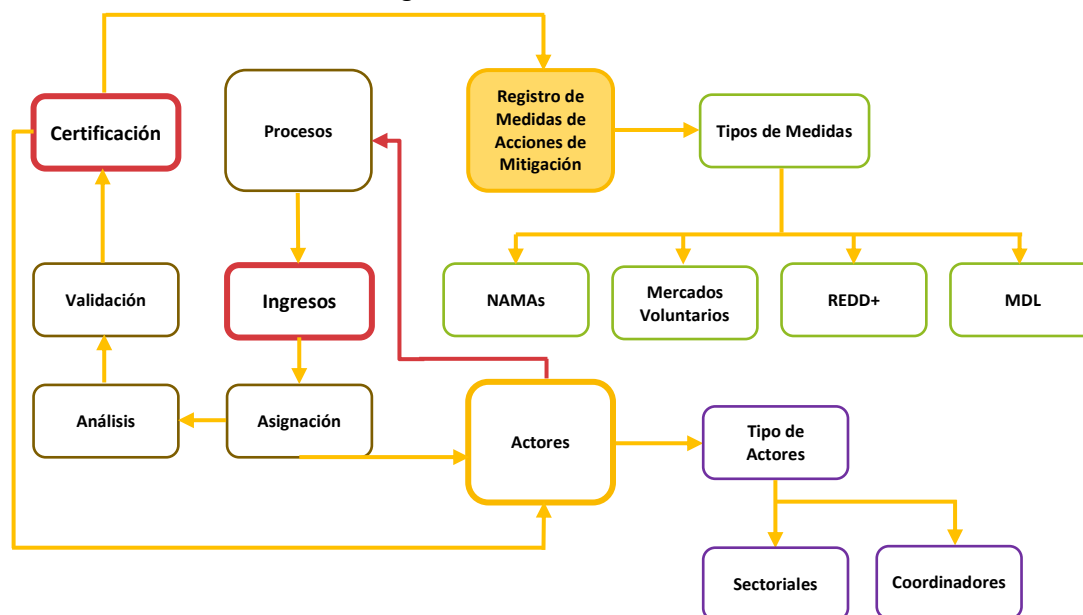 Certificación
Procesos
Registro de
Medidas de
Acciones de
Mitigación
Tipos de Medidas
Validación
Ingresos
NAMAs
Mercados
Voluntarios
REDD+
MDL
Análisis
Asignación
Actores
Tipo de
Actores
Sectoriales
Coordinadores